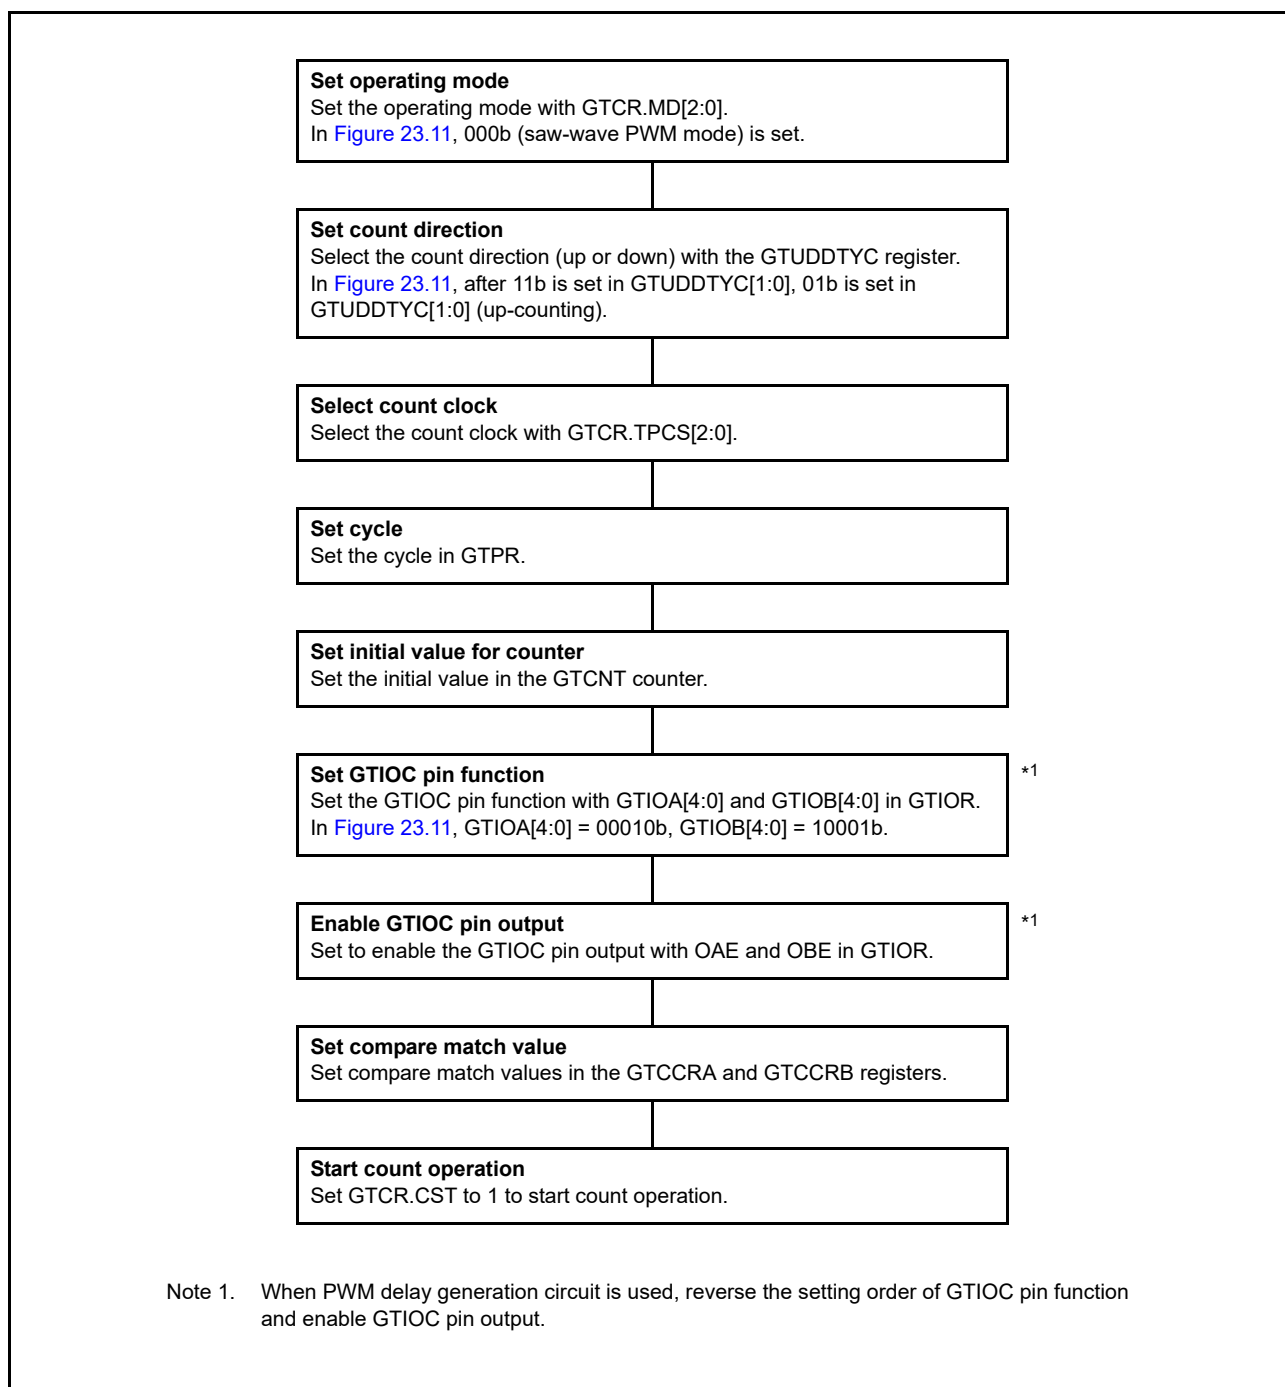 Set operating mode
Set the operating mode with GTCR.MD[2:0].
In Figure 23.11, 000b (saw-wave PWM mode) is set.
Set count direction
Select the count direction (up or down) with the GTUDDTYC register.
In Figure 23.11, after 11b is set in GTUDDTYC[1:0], 01b is set in
GTUDDTYC[1:0] (up-counting).
Select count clock
Select the count clock with GTCR.TPCS[2:0].
Set cycle
Set the cycle in GTPR.
Set initial value for counter
Set the initial value in the GTCNT counter.
Set GTIOC pin function *1
Set the GTIOC pin function with GTIOA[4:0] and GTIOB[4:0] in GTIOR.
In Figure 23.11, GTIOA[4:0] = 00010b, GTIOB[4:0] = 10001b.
Enable GTIOC pin output *1
Set to enable the GTIOC pin output with OAE and OBE in GTIOR.
Set compare match value
Set compare match values in the GTCCRA and GTCCRB registers.
Start count operation
Set GTCR.CST to 1 to start count operation.
Note 1. When PWM delay generation circuit is used, reverse the setting order of GTIOC pin function
and enable GTIOC pin output.